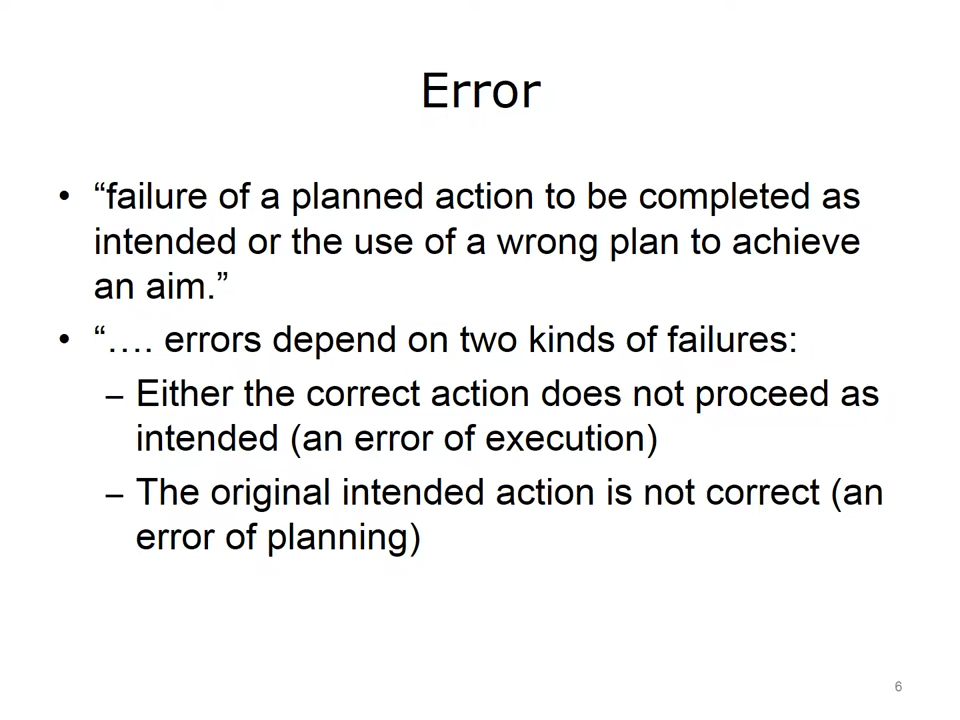 Error
• “failure of a planned action to be completed as
intended or the use of a wrong plan to achieve
an aim.”
• “…. errors depend on two kinds of failures:
– Either the correct action does not proceed as
intended (an error of execution)
– The original intended action is not correct (an
error of planning)
6